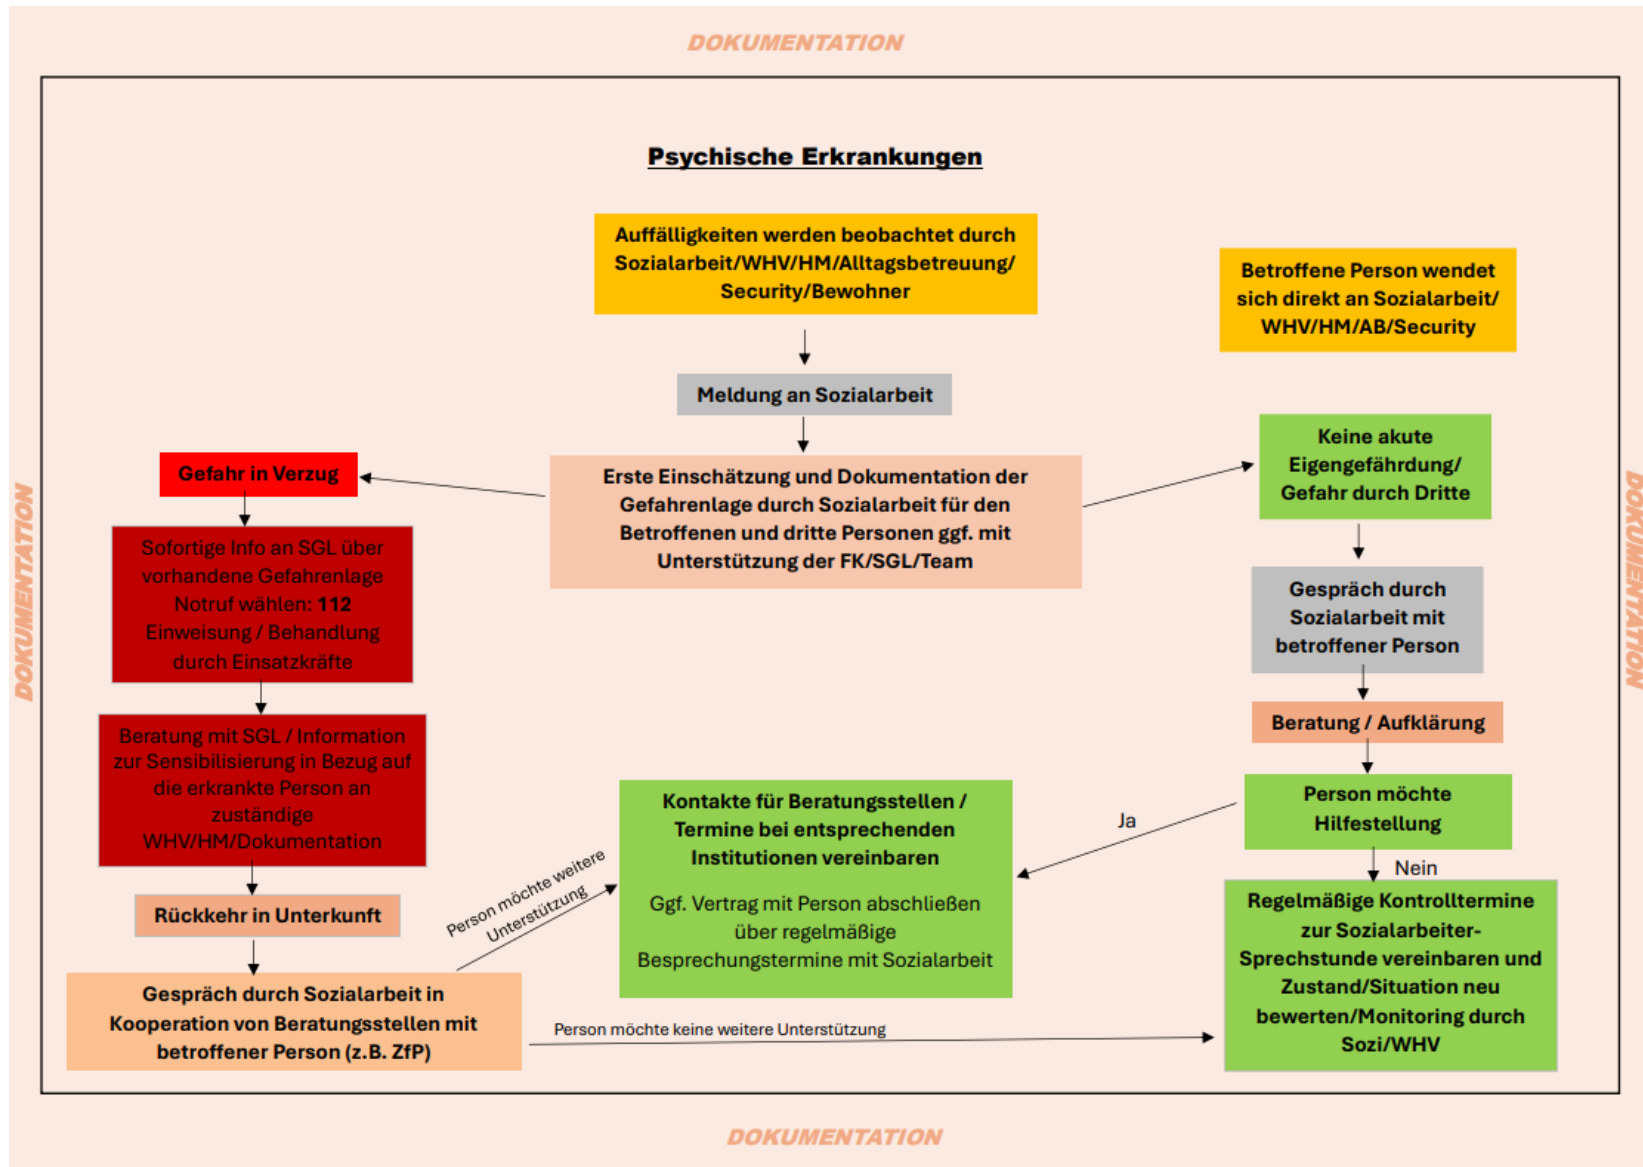 DOKUMENTATION
Psychische Erkrankungen
Auffälligkeiten werden beobachtet durch
Sozialarbeit/WHV/HM/Alltagsbetreuung/
Security/Bewohner
Betroffene Person wendet
sich direkt an Sozialarbeit/
WHV/HM/AB/Security
Meldung an Sozialarbeit
Gefahr in Verzug
Erste Einschätzung und Dokumentation der
Gefahrenlage durch Sozialarbeit für den
Betroffenen und dritte Personen ggf. mit
Unterstützung der FK/SGL/Team
Keine akute
Eigengefährdung/
Gefahr durch Dritte
Sofortige Info an SGL über
vorhandene Gefahrenlage
Notruf wählen: 112
Einweisung / Behandlung
durch Einsatzkräfte
Gespräch durch
Sozialarbeit mit
betroffener Person
Beratung mit SGL / Information
zur Sensibilisierung in Bezug auf
die erkrankte Person an
zuständige
WHV/HM/Dokumentation
Beratung / Aufklärung
Person möchte
Hilfestellung
Ja
Nein
Kontakte für Beratungsstellen /
Termine bei entsprechenden
Institutionen vereinbaren
Ggf. Vertrag mit Person abschließen
über regelmäßige
Besprechungstermine mit Sozialarbeit
Rückkehr in Unterkunft
Person möchte weitere
Unterstützung
Regelmäßige Kontrolltermine
zur Sozialarbeiter-
Sprechstunde vereinbaren und
Zustand/Situation neu
bewerten/Monitoring durch
Sozi/WHV
Gespräch durch Sozialarbeit in
Kooperation von Beratungsstellen mit
betroffener Person (z.B. ZfP)
Person möchte keine weitere Unterstützung
DOKUMENTATION
DOKUMENTATION
DOKUMENTATION